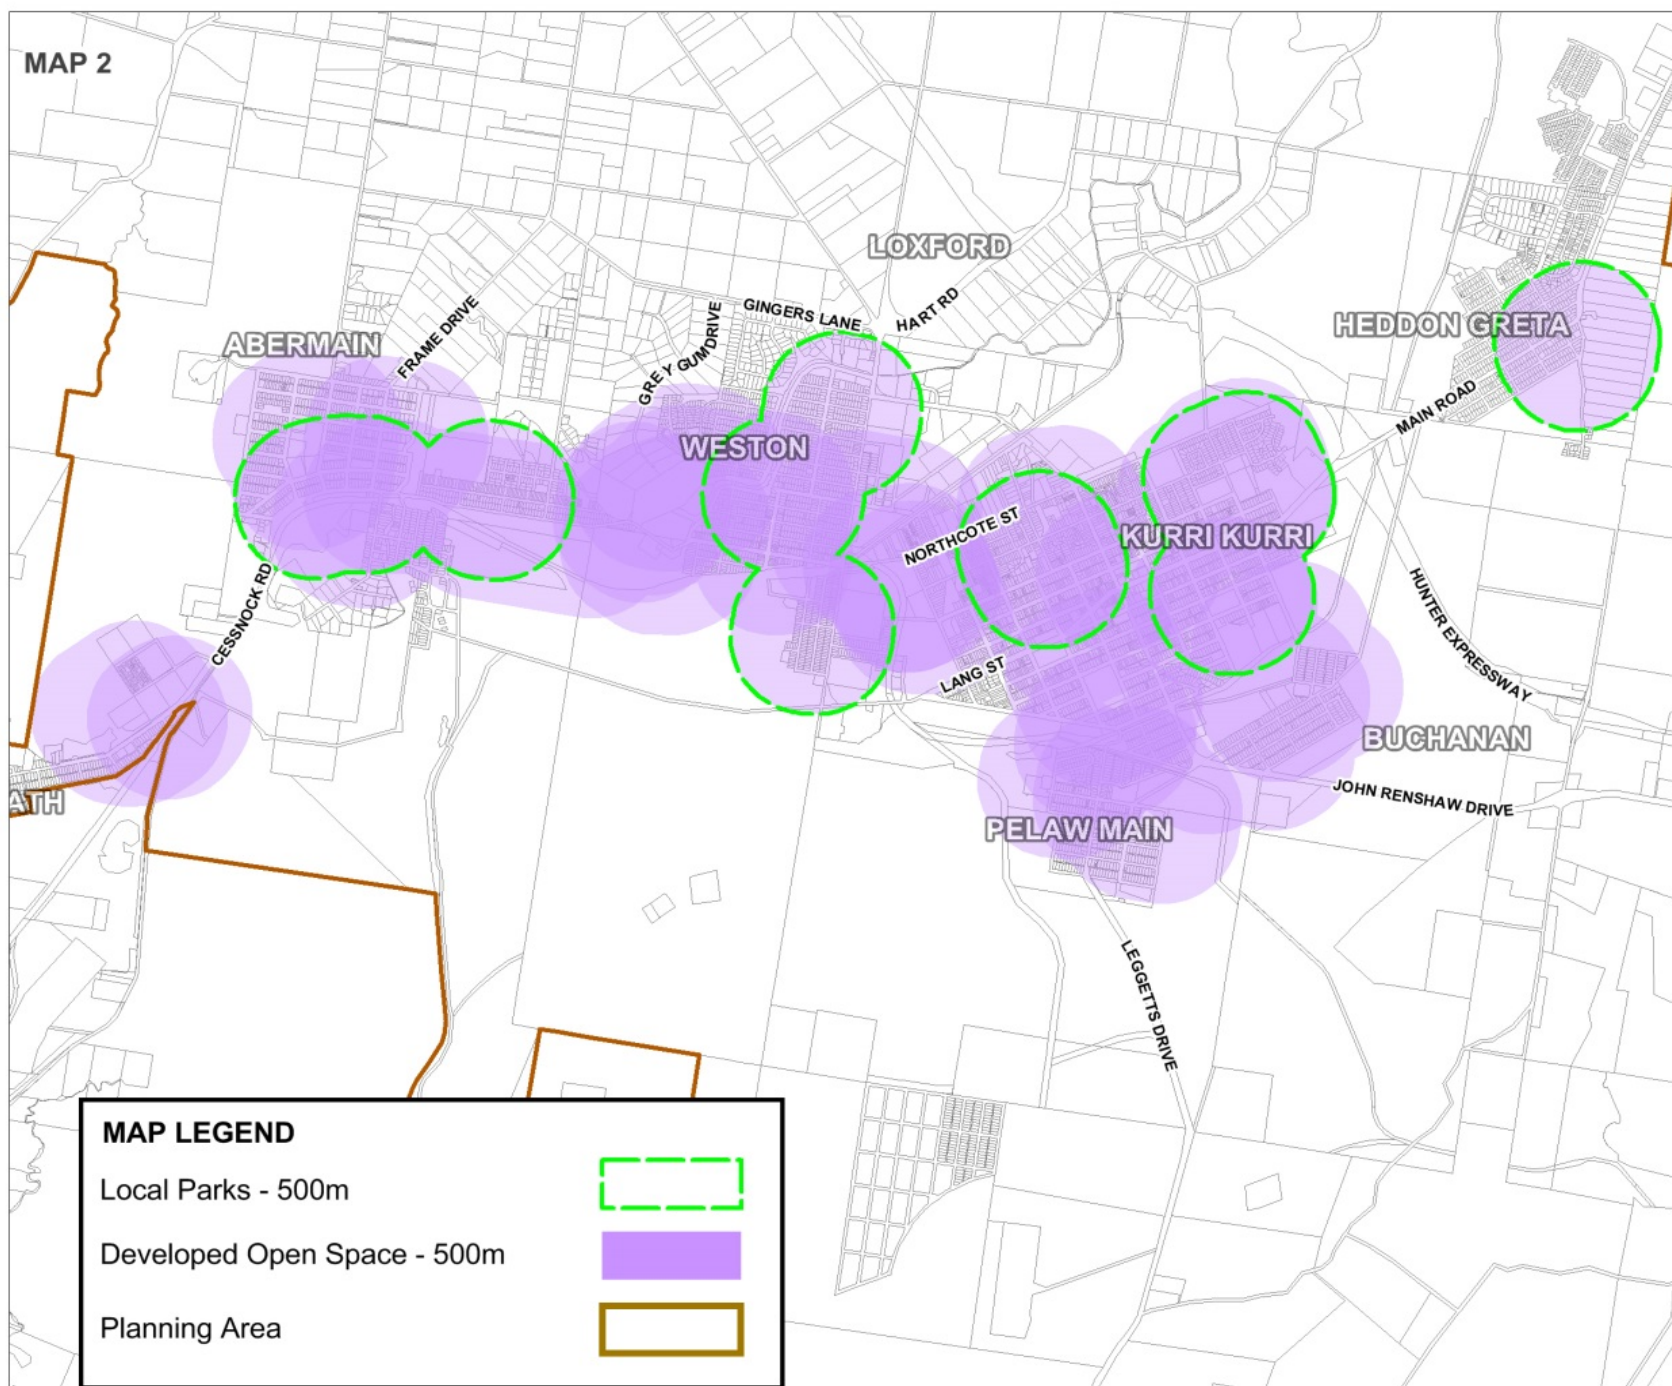 MAP 2
LOXFORD
GINGERS LANE
HART RD
GREY GUM DRIVE
FRAME DRIVE
ABERMAIN
HEDDON GRETA
MAIN ROAD
WESTON
NORTHCOTE ST
KURRI KURRI
CESSNOCK RD
HUNTER EXPRESSWAY
LANG ST
BUCHANAN
JOHN RENSHAW DRIVE
ATH
PELAW MAIN
LEGGETTS DRIVE
MAP LEGEND
Local Parks - 500m
Developed Open Space - 500m
Planning Area